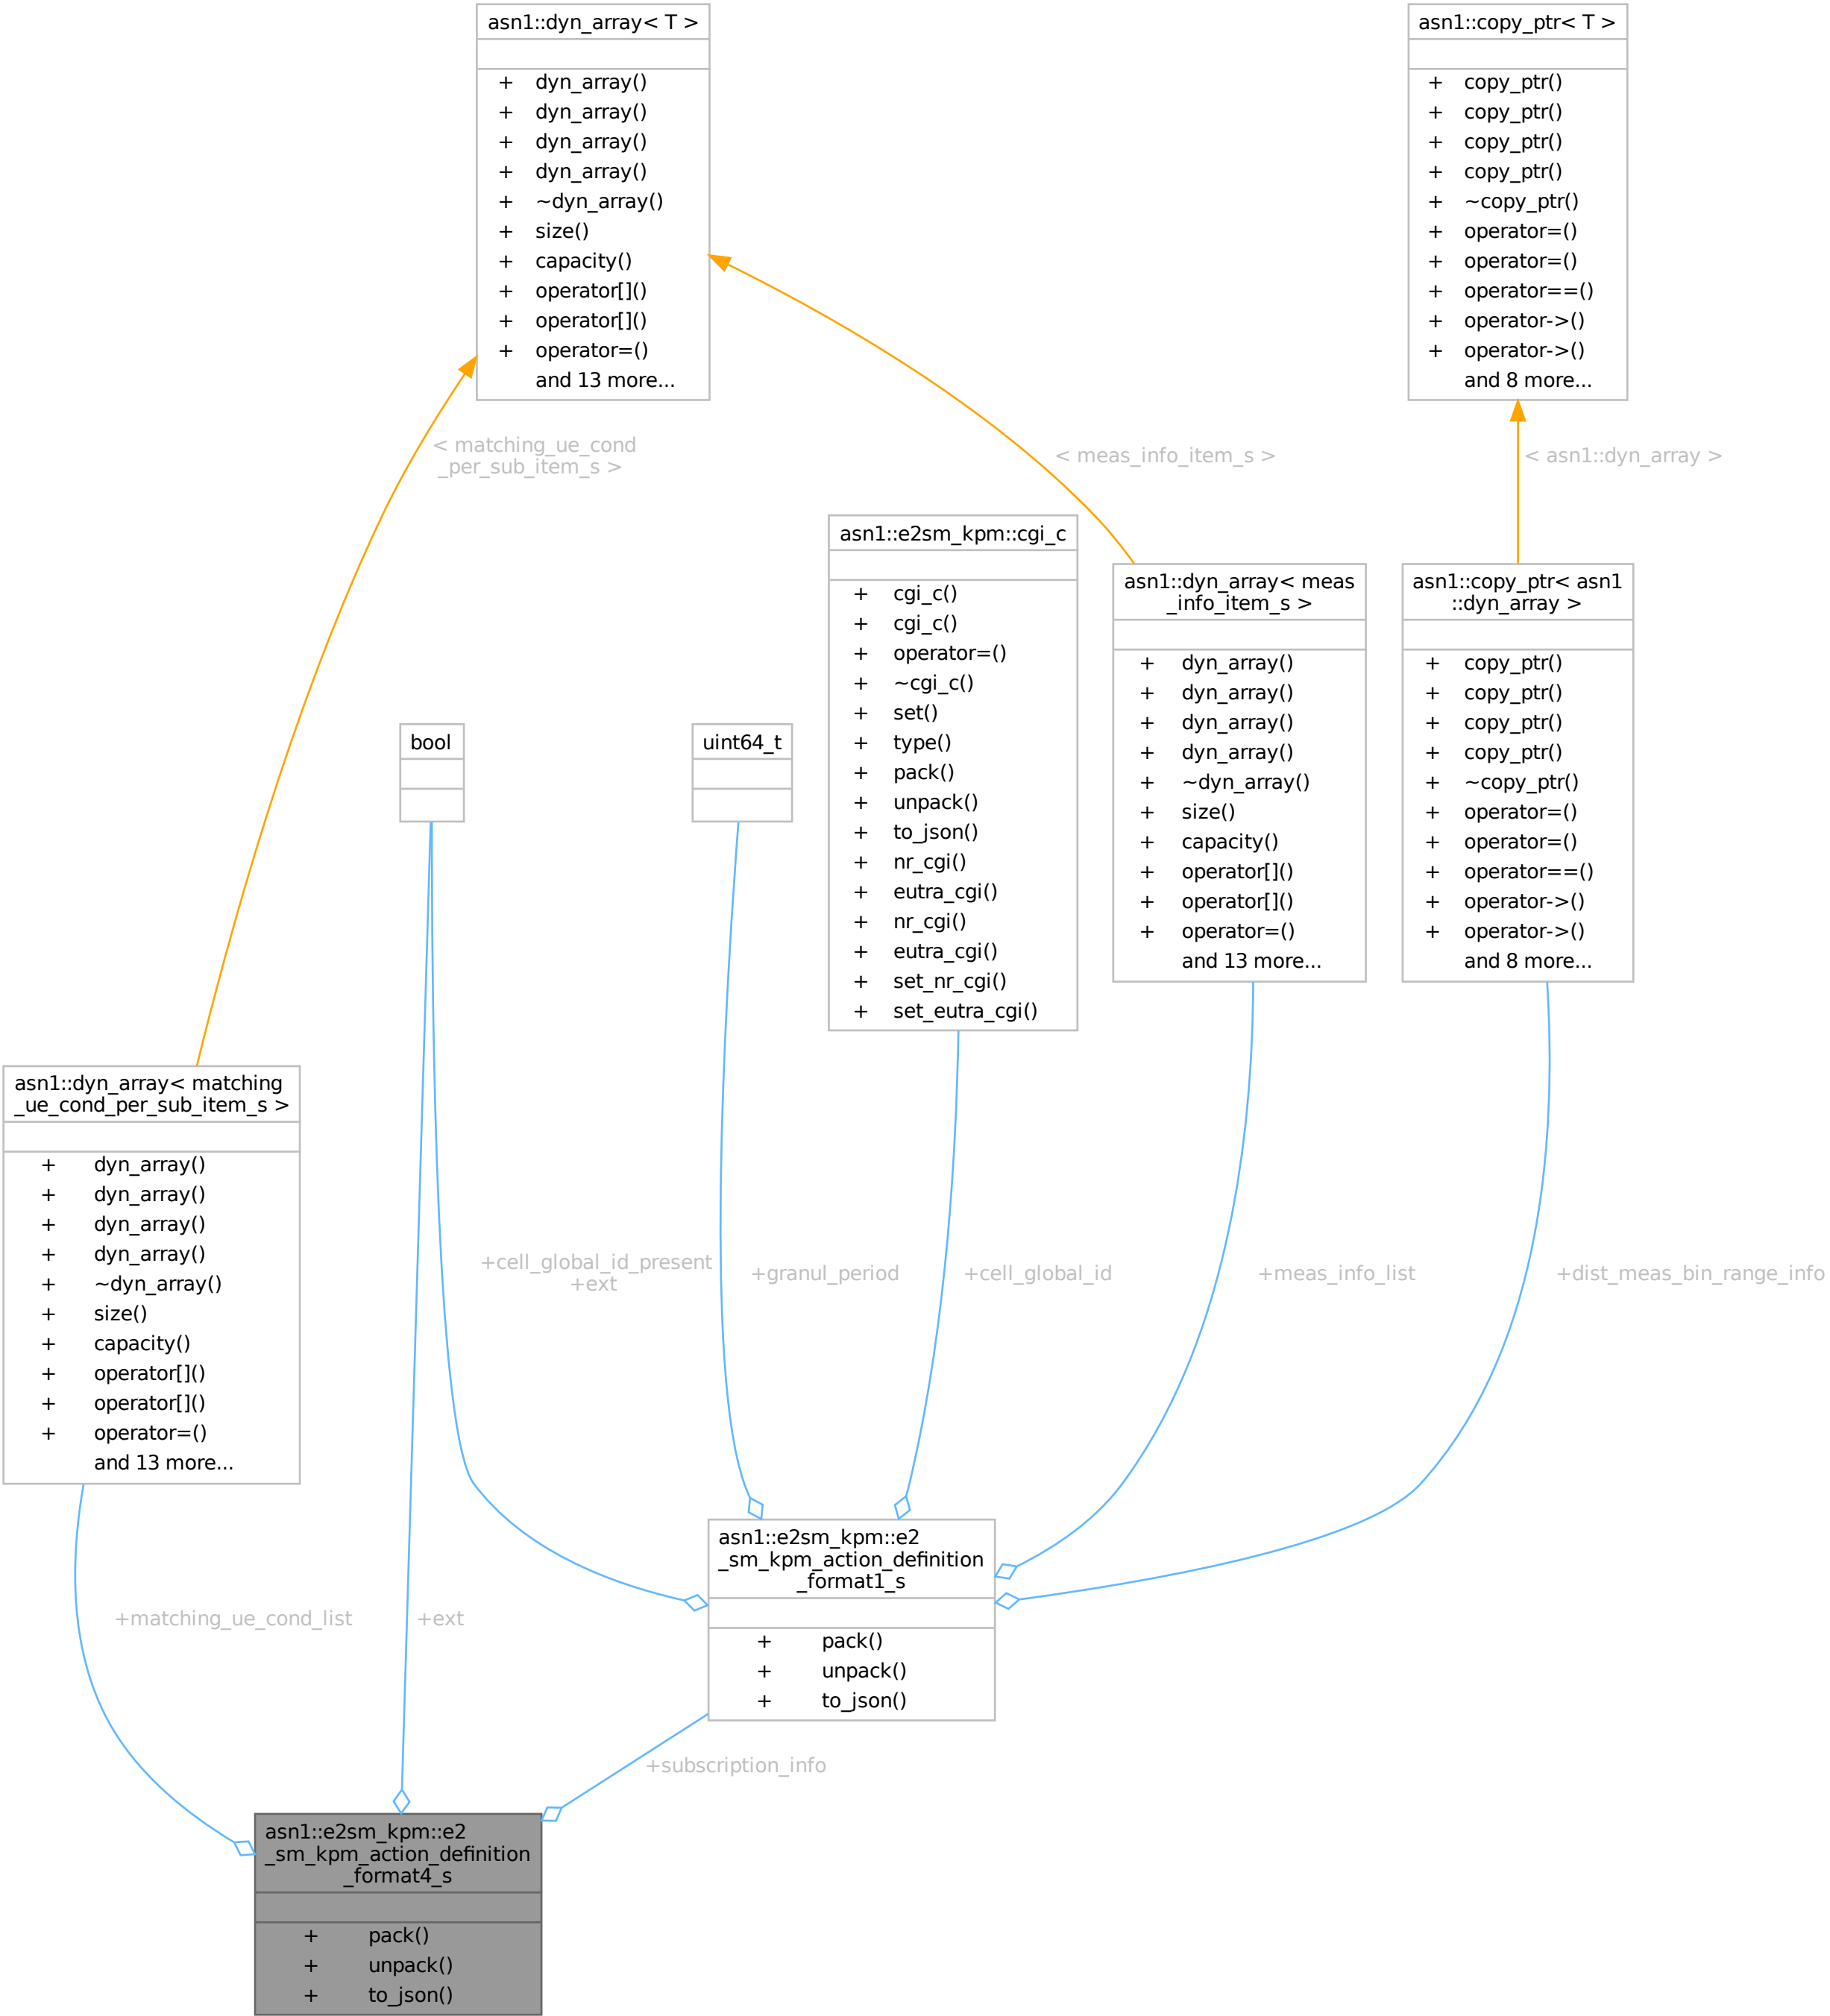 asn1::dyn_array< T >
+ dyn_array()
+ dyn_array()
+ dyn_array()
+ dyn_array()
+ ~dyn_array()
+ size()
+ capacity()
+ operator[]()
+ operator[]()
+ operator=()
and 13 more...
asn1::copy_ptr< T >
+ copy_ptr()
+ copy_ptr()
+ copy_ptr()
+ copy_ptr()
+ ~copy_ptr()
+ operator=()
+ operator=()
+ operator==()
+ operator->()
+ operator->()
and 8 more...
< matching_ue_cond
_per_sub_item_s >
< meas_info_item_s >
< asn1::dyn_array >
asn1::e2sm_kpm::cgi_c
+ cgi_c()
+ cgi_c()
+ operator=()
+ ~cgi_c()
+ set()
+ type()
+ pack()
+ unpack()
+ to_json()
+ nr_cgi()
+ eutra_cgi()
+ nr_cgi()
+ eutra_cgi()
+ set_nr_cgi()
+ set_eutra_cgi()
asn1::dyn_array< meas
_info_item_s >
+ dyn_array()
+ dyn_array()
+ dyn_array()
+ dyn_array()
+ ~dyn_array()
+ size()
+ capacity()
+ operator[]()
+ operator[]()
+ operator=()
and 13 more...
asn1::copy_ptr< asn1
::dyn_array >
+ copy_ptr()
+ copy_ptr()
+ copy_ptr()
+ copy_ptr()
+ ~copy_ptr()
+ operator=()
+ operator=()
+ operator==()
+ operator->()
+ operator->()
and 8 more...
bool
uint64_t
asn1::dyn_array< matching
_ue_cond_per_sub_item_s >
+ dyn_array()
+ dyn_array()
+ dyn_array()
+ dyn_array()
+ ~dyn_array()
+ size()
+ capacity()
+ operator[]()
+ operator[]()
+ operator=()
and 13 more...
+cell_global_id_present
+ext
+granul_period
+cell_global_id
+meas_info_list
+dist_meas_bin_range_info
asn1::e2sm_kpm::e2
_sm_kpm_action_definition
_format1_s
+ pack()
+ unpack()
+ to_json()
+matching_ue_cond_list
+ext
+subscription_info
asn1::e2sm_kpm::e2
_sm_kpm_action_definition
_format4_s
+ pack()
+ unpack()
+ to_json()